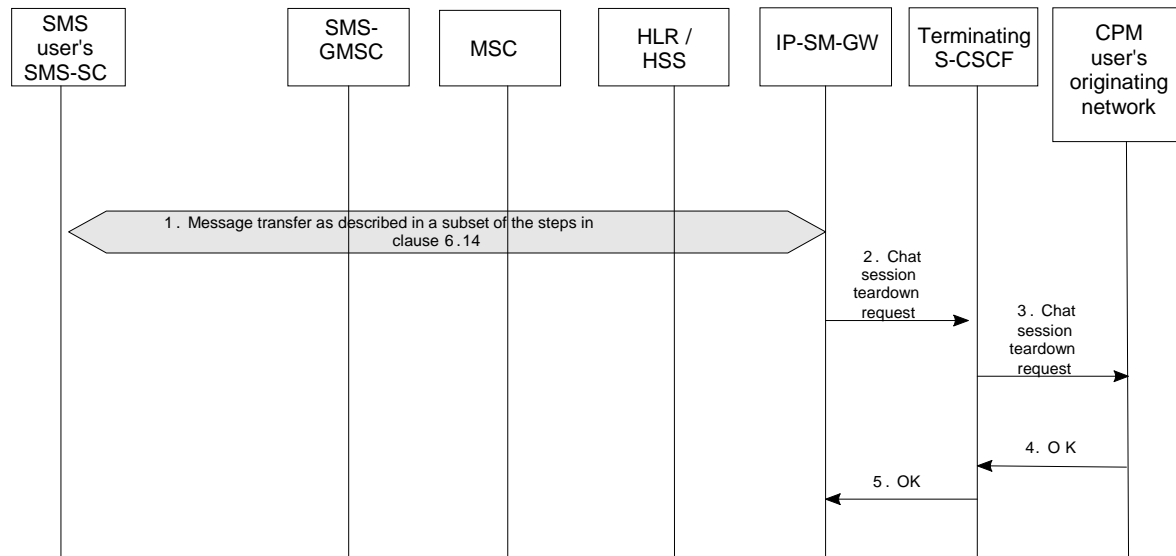 SMS
user's
SMS-SC
SMS-
GMSC
MSC
HLR /
HSS
IP-SM-GW
Terminating
S-CSCF
CPM
user's
originating
network
1. Message transfer as described in a subset of the steps in
clause 6.14
2. Chat
session
teardown
request
3. Chat
session
teardown
request
4. O K
5. OK